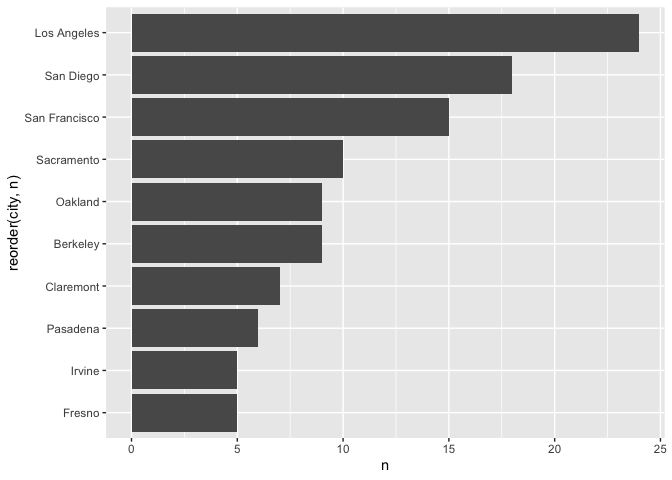 Los Angeles
San Diego
San Francisco
Sacramento
Oakland
Berkeley
Claremont
Pasadena
Irvine
Fresno
reorder(city, n)
0 5 10 15 20 25
n